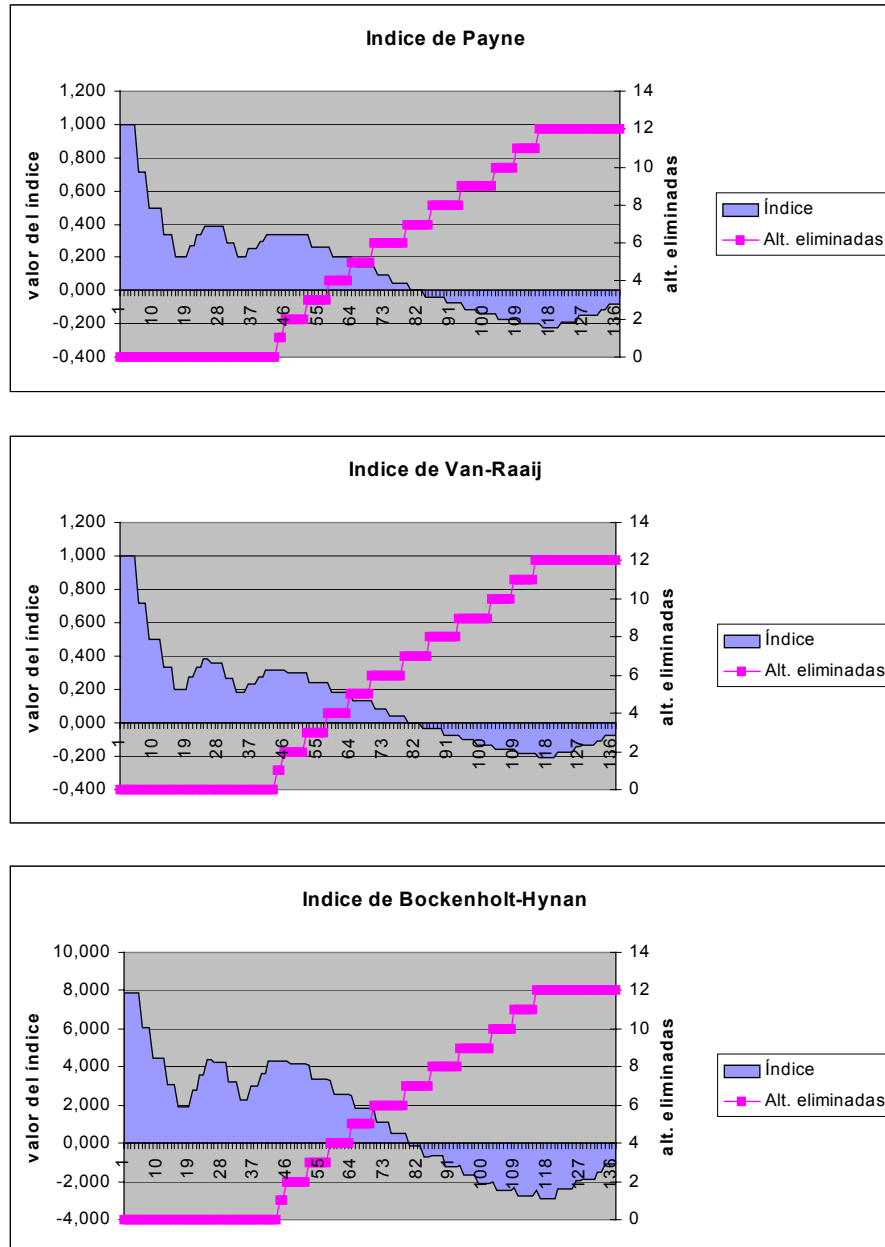 Indice de Payne
valor del índice
1,200
1,000
0,800
0,600
0,400
0,200
0,000
-0,200
-0,400
1 10 19 28 37 46 55 64 73 82 91 100 109 118 127 136
14
12
10
8
6
4
2
0
alt. eliminadas
Índice
Alt. eliminadas
Indice de Van-Raaij
valor del índice
1,200
1,000
0,800
0,600
0,400
0,200
0,000
-0,200
-0,400
1 10 19 28 37 46 55 64 73 82 91 100 109 118 127 136
14
12
10
8
6
4
2
0
alt. eliminadas
Índice
Alt. eliminadas
Indice de Bockenholt-Hynan
valor del índice
10,000
8,000
6,000
4,000
2,000
0,000
-2,000
-4,000
1 10 19 28 37 46 55 64 73 82 91 100 109 118 127 136
14
12
10
8
6
4
2
0
alt. eliminadas
Índice
Alt. eliminadas